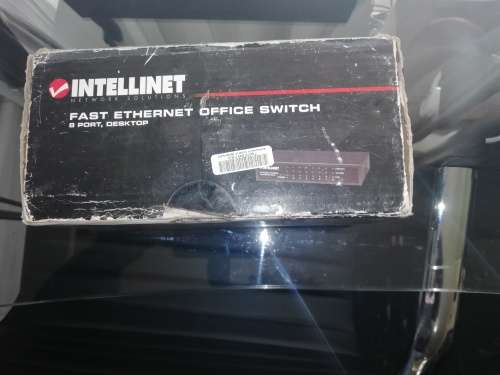 INTELLINET
NETWORK SOLUTIONS
FAST ETHERNET OFFICE SWITCH
8 PORT, DESKTOP